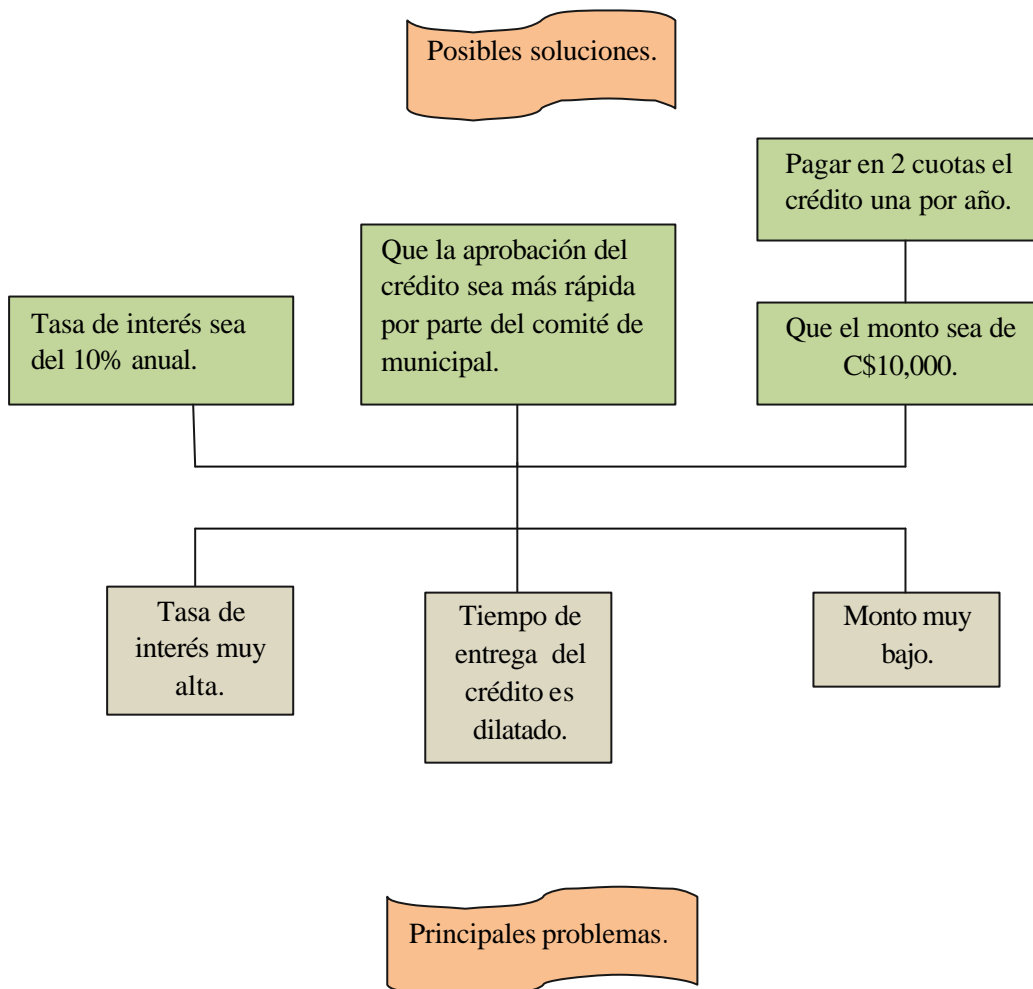 Posibles soluciones.
Pagar en 2 cuotas el
crédito una por año.
Que la aprobación del
crédito sea más rápida
por parte del comité de
municipal.
Tasa de interés sea
del 10% anual.
Que el monto sea de
C$10,000.
Tasa de
interés muy
alta.
Tiempo de
entrega del
crédito es
dilatado.
Monto muy
bajo.
Principales problemas.